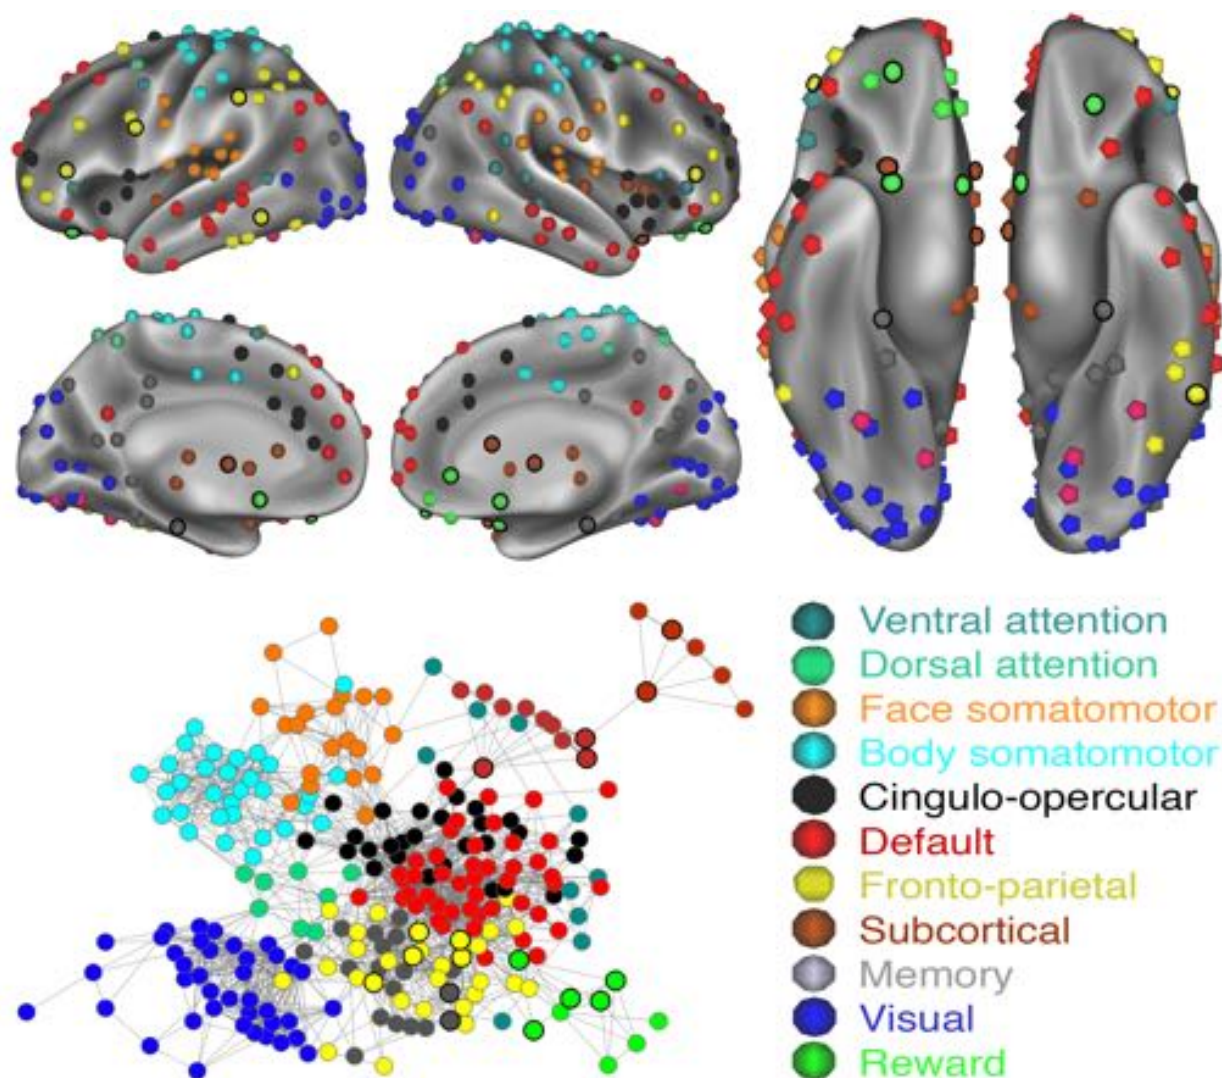 Ventral attention
Dorsal attention
Face somatomotor
Body somatomotor
Cingulo-opercular
Default
Fronto-parietal
Subcortical
Memory
Visual
Reward